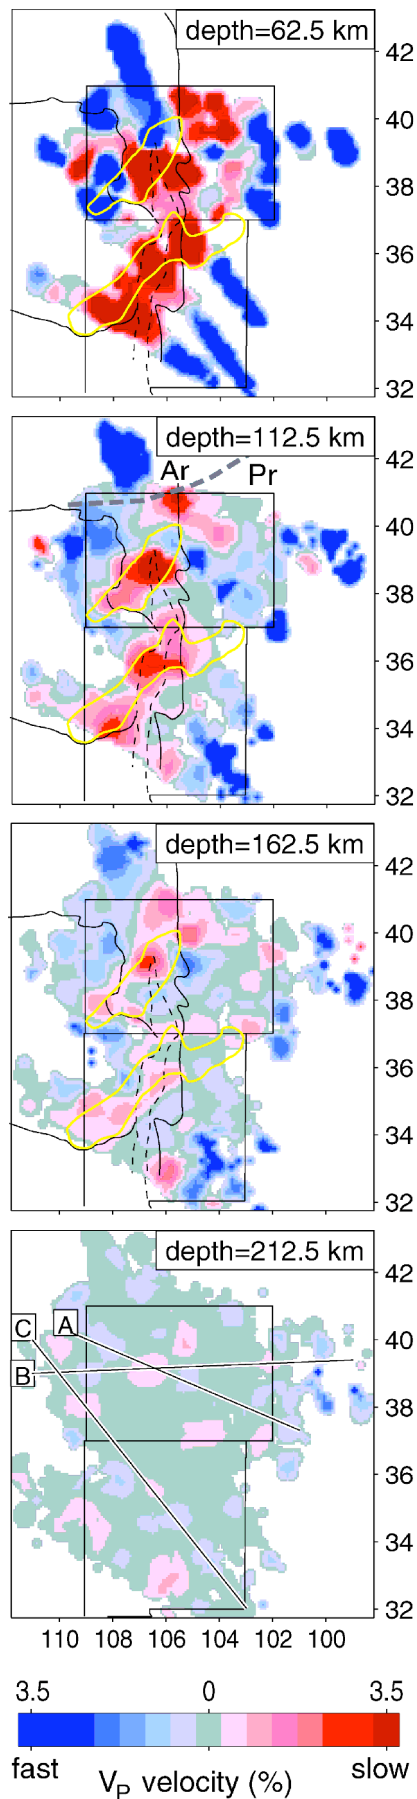 depth=62.5 km
42
40
38
36
34
32
depth=112.5 km
42
Ar Pr
40
38
36
34
32
depth=162.5 km
42
40
38
36
34
32
depth=212.5 km
42
C A
40
B
38
36
34
32
110 108 106 104 102 100
3.5 0 3.5
fast slow
VP velocity (%)